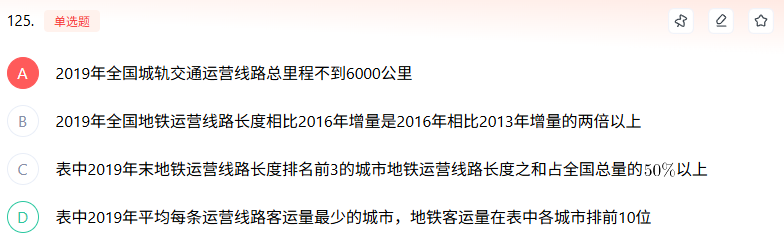 125. 单选题
A 2019年全国城轨交通运营线路总里程不到6000公里
B 2019年全国地铁运营线路长度相比2016年增量是2016年相比2013年增量的两倍以上
C 表中2019年末地铁运营线路长度排名前3的城市地铁运营线路长度之和占全国总量的50%以上
D 表中2019年平均每条运营线路客运量最少的城市，地铁客运量在表中各城市排前10位